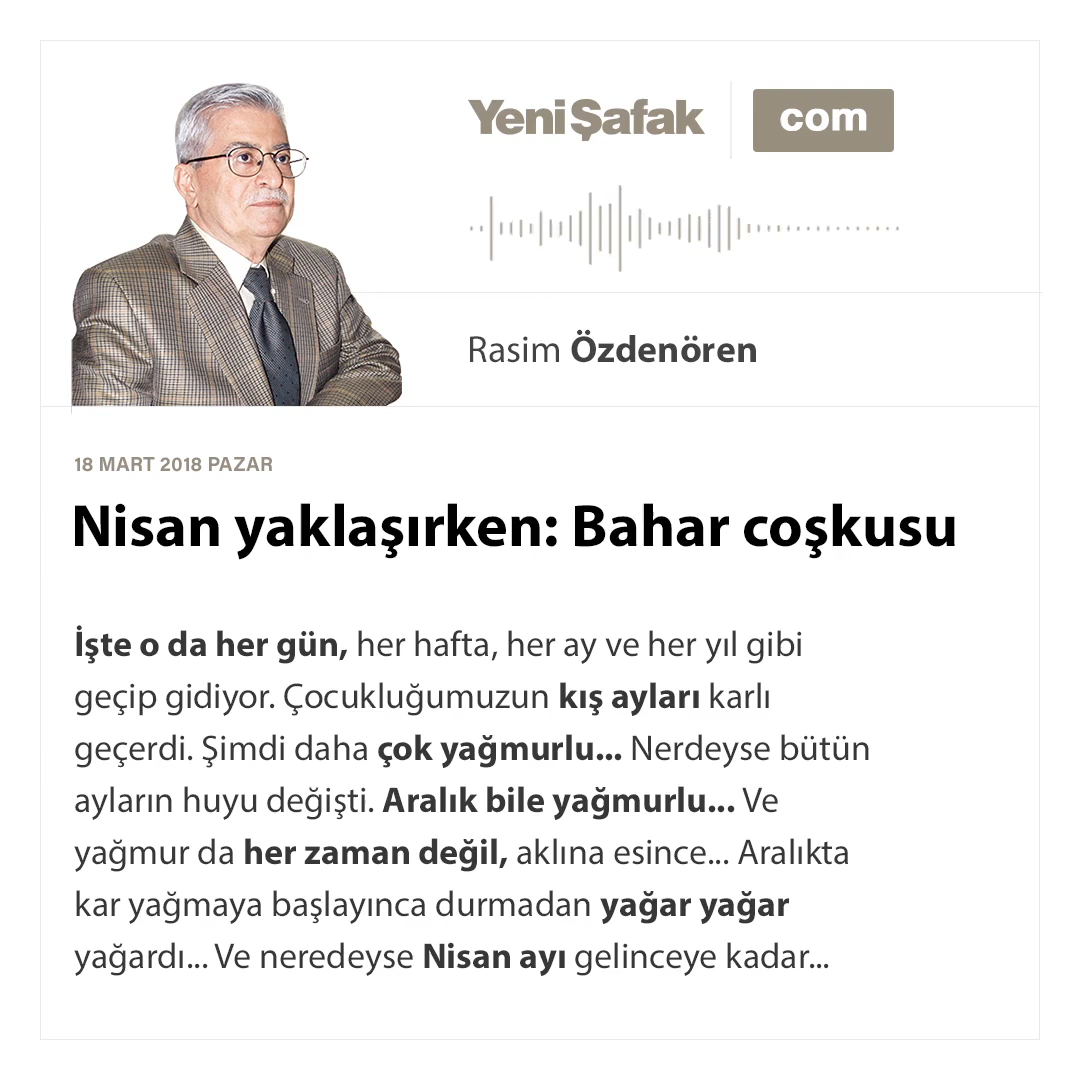 YeniŞafak com
Rasim Özdenören
18 MART 2018 PAZAR
Nisan yaklaşırken: Bahar coşkusu
İşte o da her gün, her hafta, her ay ve her yıl gibi
geçip gidiyor. Çocukluğumuzun kış ayları karlı
geçerdi. Şimdi daha çok yağmurlu... Nerdeyse bütün
ayların huyu değişti. Aralık bile yağmurlu... Ve
yağmur da her zaman değil, aklına esince... Aralıkta
kar yağmaya başlayınca durmadan yağar yağar
yağardı... Ve neredeyse Nisan ayı gelinceye kadar...